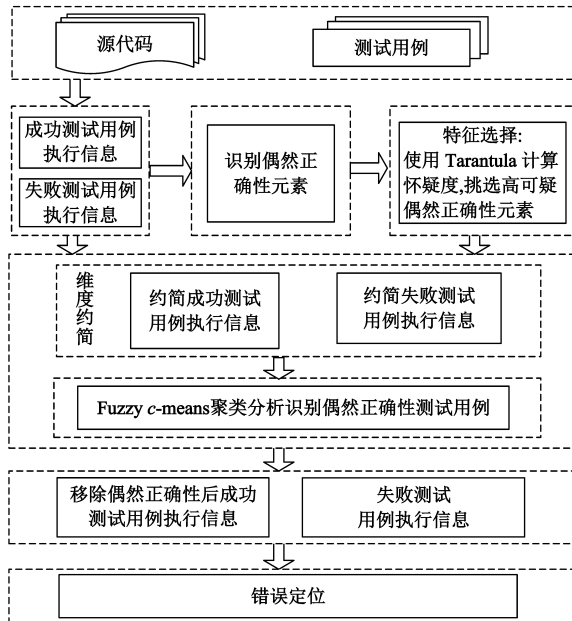 源代码
测试用例
成功测试用例
执行信息
失败测试用例
执行信息
识别偶然正
确性元素
特征选择:
使用 Tarantula 计算
怀疑度,挑选高可疑
偶然正确性元素
维度约简
约简成功测试
用例执行信息
约简失败测试
用例执行信息
Fuzzy c-means聚类分析识别偶然正确性测试用例
移除偶然正确性后成功
测试用例执行信息
失败测试
用例执行信息
错误定位